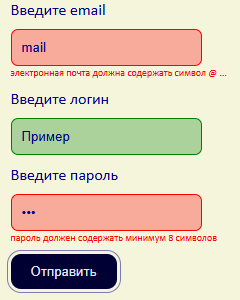 Введите email
mail
электронная почта должна содержать символ @ ...
Введите логин
Пример
Введите пароль
•••
пароль должен содержать минимум 8 символов
Отправить